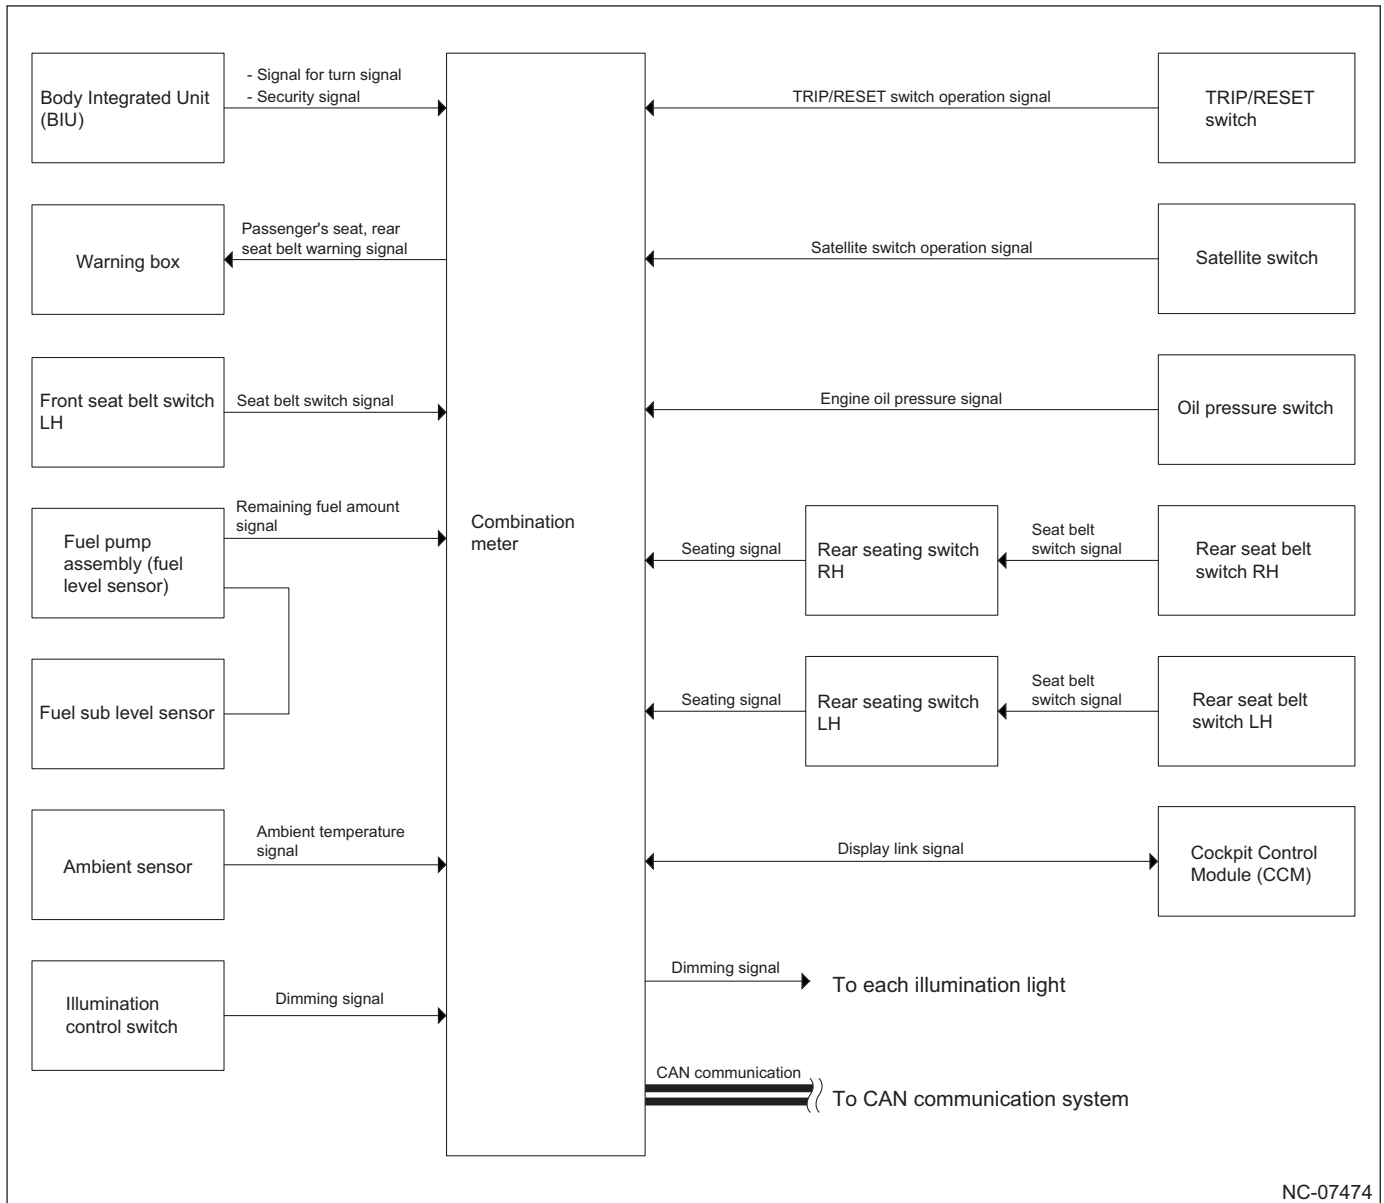 Body Integrated Unit
(BIU)
- Signal for turn signal
- Security signal
Warning box
Passenger's seat, rear
seat belt warning signal
Front seat belt switch
LH
Seat belt switch signal
Fuel pump
assembly (fuel
level sensor)
Remaining fuel amount
signal
Fuel sub level sensor
Ambient sensor
Ambient temperature
signal
Illumination
control switch
Dimming signal
Combination
meter
TRIP/RESET switch operation signal
TRIP/RESET
switch
Satellite switch operation signal
Satellite switch
Engine oil pressure signal
Oil pressure switch
Seating signal
Rear seating switch
RH
Seat belt
switch signal
Rear seat belt
switch RH
Seating signal
Rear seating switch
LH
Seat belt
switch signal
Rear seat belt
switch LH
Display link signal
Cockpit Control
Module (CCM)
Dimming signal
To each illumination light
CAN communication
To CAN communication system
NC-07474